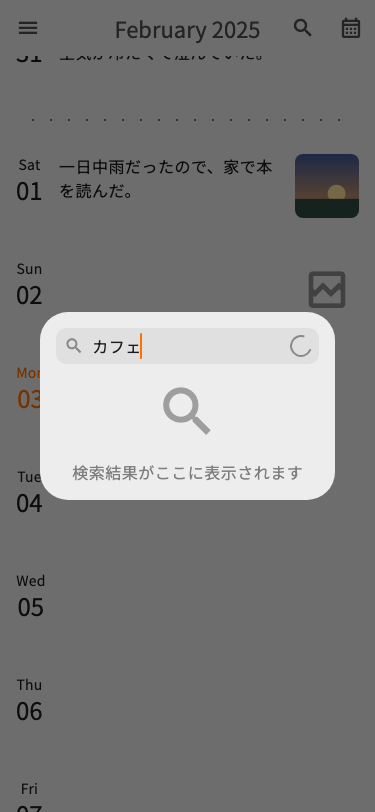 February 2025
31
Sat
01
一日中雨だったので、家で本
を読んだ。
Sun
02
カフェ
検索結果がここに表示されます
Mon
03
Tue
04
Wed
05
Thu
06
Fri
07